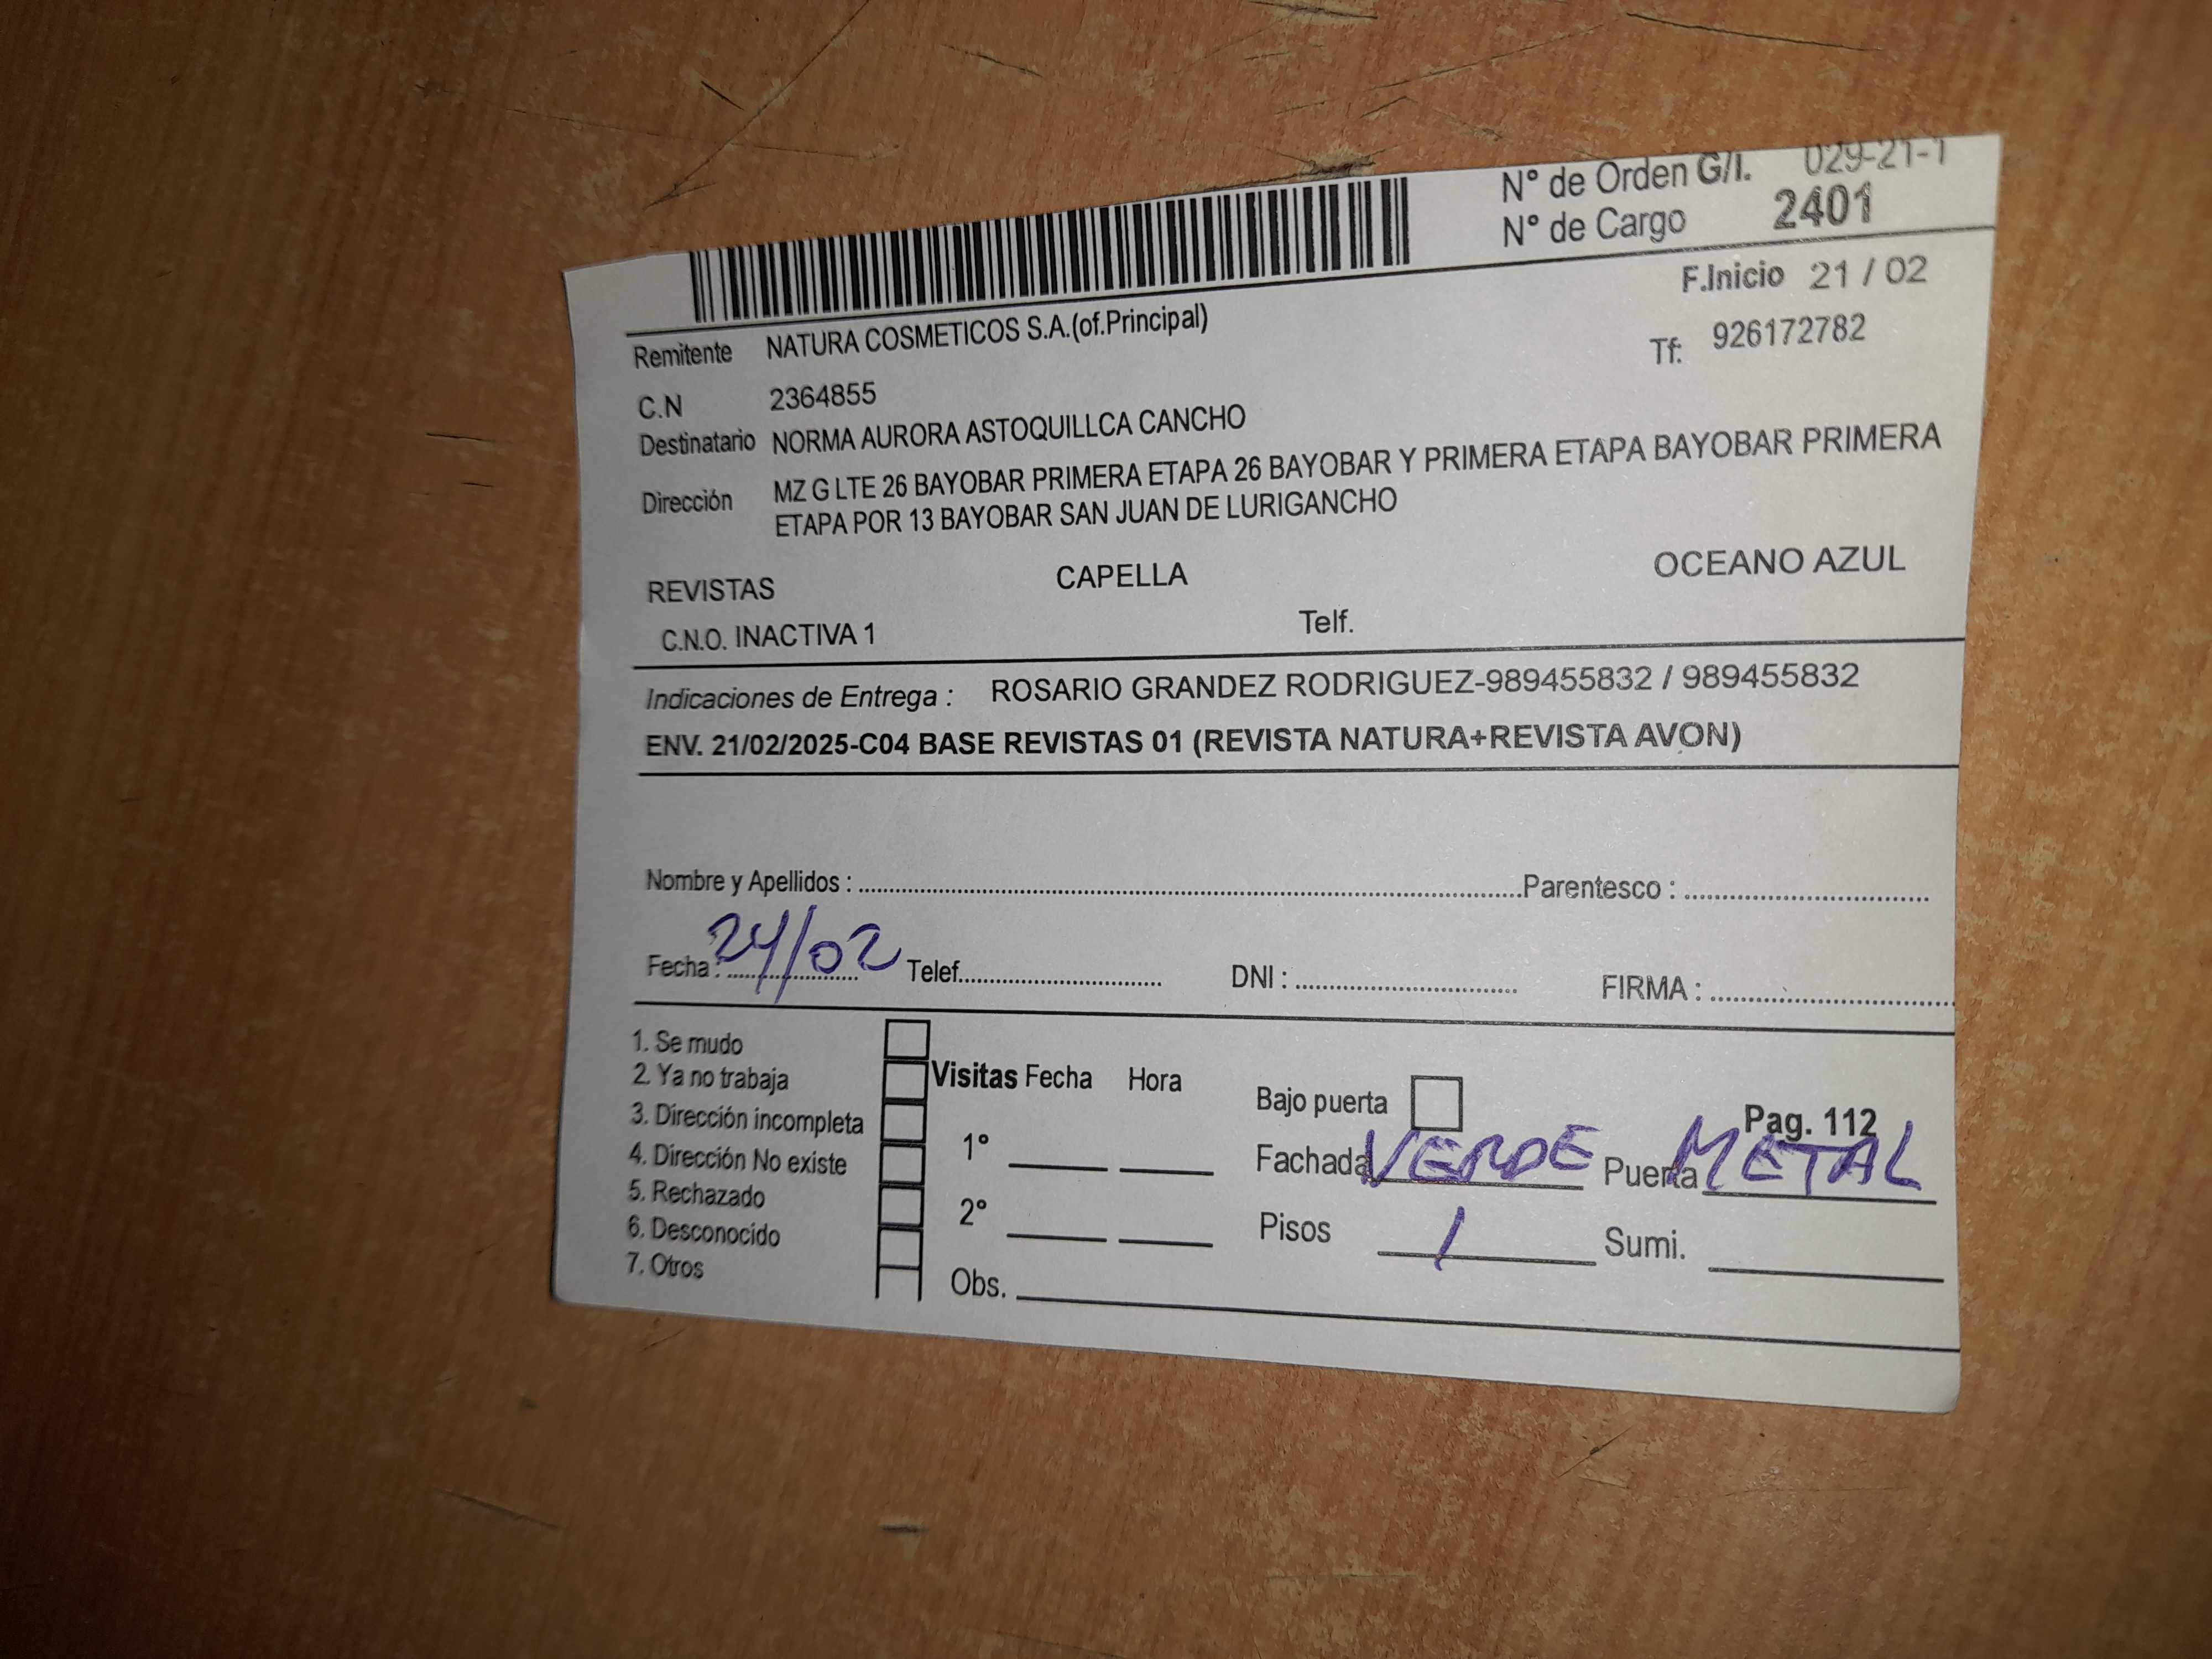 N° de Orden G/I. 029-21-1
N° de Cargo 2401
F.Inicio 21 / 02
Remitente NATURA COSMETICOS S.A.(of.Principal)
Tf: 926172782
C.N 2364855
Destinatario NORMA AURORA ASTOQUILLCA CANCHO
Dirección MZ G LTE 26 BAYOBAR PRIMERA ETAPA 26 BAYOBAR Y PRIMERA ETAPA BAYOBAR PRIMERA
ETAPA POR 13 BAYOBAR SAN JUAN DE LURIGANCHO
REVISTAS CAPELLA OCEANO AZUL
C.N.O. INACTIVA 1 Telf.
Indicaciones de Entrega : ROSARIO GRANDEZ RODRIGUEZ-989455832 / 989455832
ENV. 21/02/2025-C04 BASE REVISTAS 01 (REVISTA NATURA+REVISTA AVON)
Nombre y Apellidos : Parentesco :
Fecha : 24/02 Telef. DNI : FIRMA :
1. Se mudo
2. Ya no trabaja
3. Dirección incompleta
4. Dirección No existe
5. Rechazado
6. Desconocido
7. Otros
Visitas Fecha Hora
1°
2°
Obs.
Bajo puerta
Pag. 112
Fachada VERDE Puerta METAL
Pisos 1 Sumi.